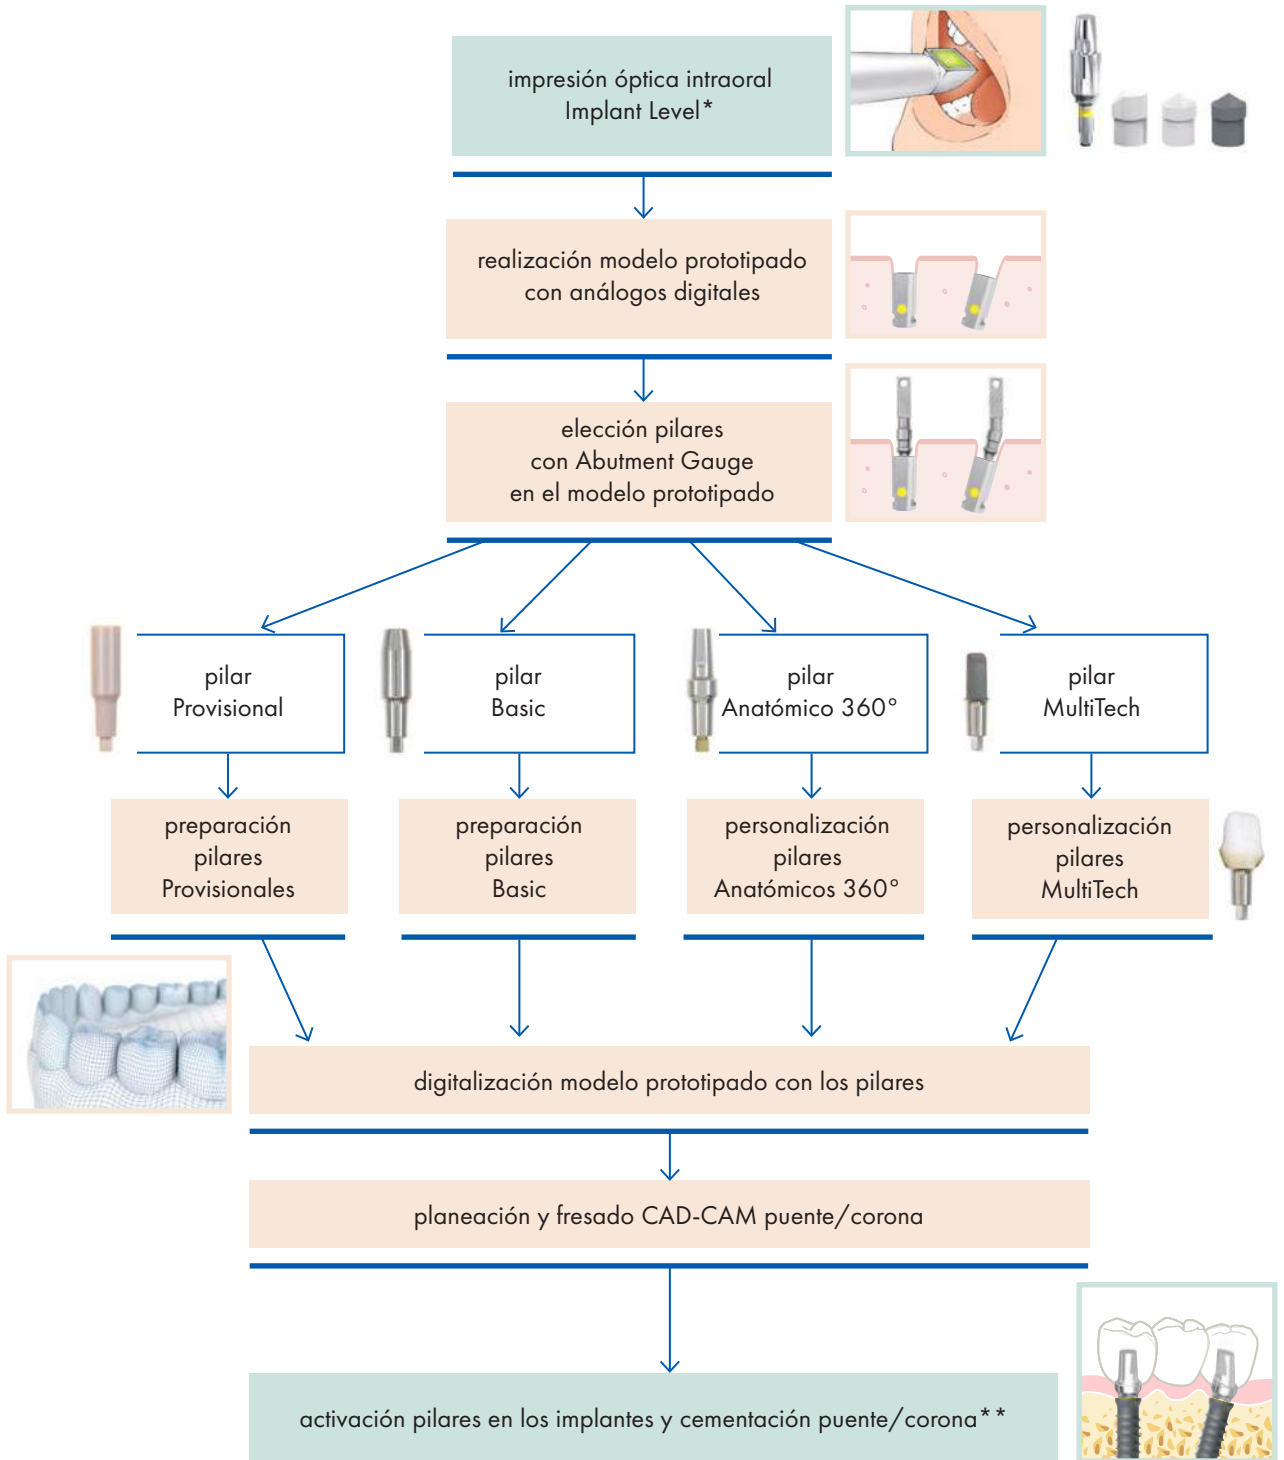 impresión óptica intraoral
Implant Level*
realización modelo prototipado
con análogos digitales
elección pilares
con Abutment Gauge
en el modelo prototipado
pilar
Provisional
pilar
Basic
pilar
Anatómico 360°
pilar
MultiTech
preparación
pilares
Provisionales
preparación
pilares
Basic
personalización
pilares
Anatómicos 360°
personalización
pilares
MultiTech
digitalización modelo prototipado con los pilares
planeación y fresado CAD-CAM puente/corona
activación pilares en los implantes y cementación puente/corona**